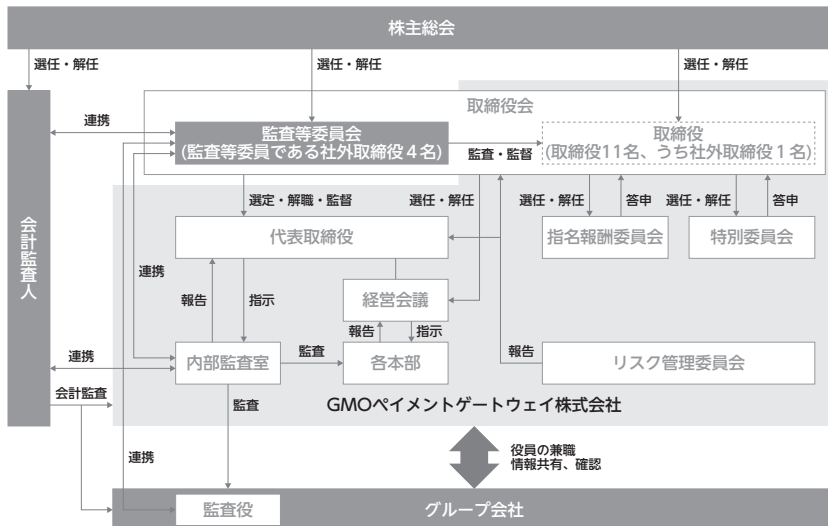 株主総会
選任・解任
選任・解任
選任・解任
取締役会
連携
監査等委員会
(監査等委員である社外取締役4名)
監査・監督
取締役
(取締役11名、うち社外取締役1名)
選定・解職・監督
選任・解任
選任・解任
答申
選任・解任
答申
会計監査人
代表取締役
指名報酬委員会
特別委員会
連携
報告
指示
経営会議
報告
指示
連携
内部監査室
監査
各本部
報告
リスク管理委員会
会計監査
監査
GMOペイメントゲートウェイ株式会社
連携
役員の兼職
情報共有、確認
監査役
グループ会社